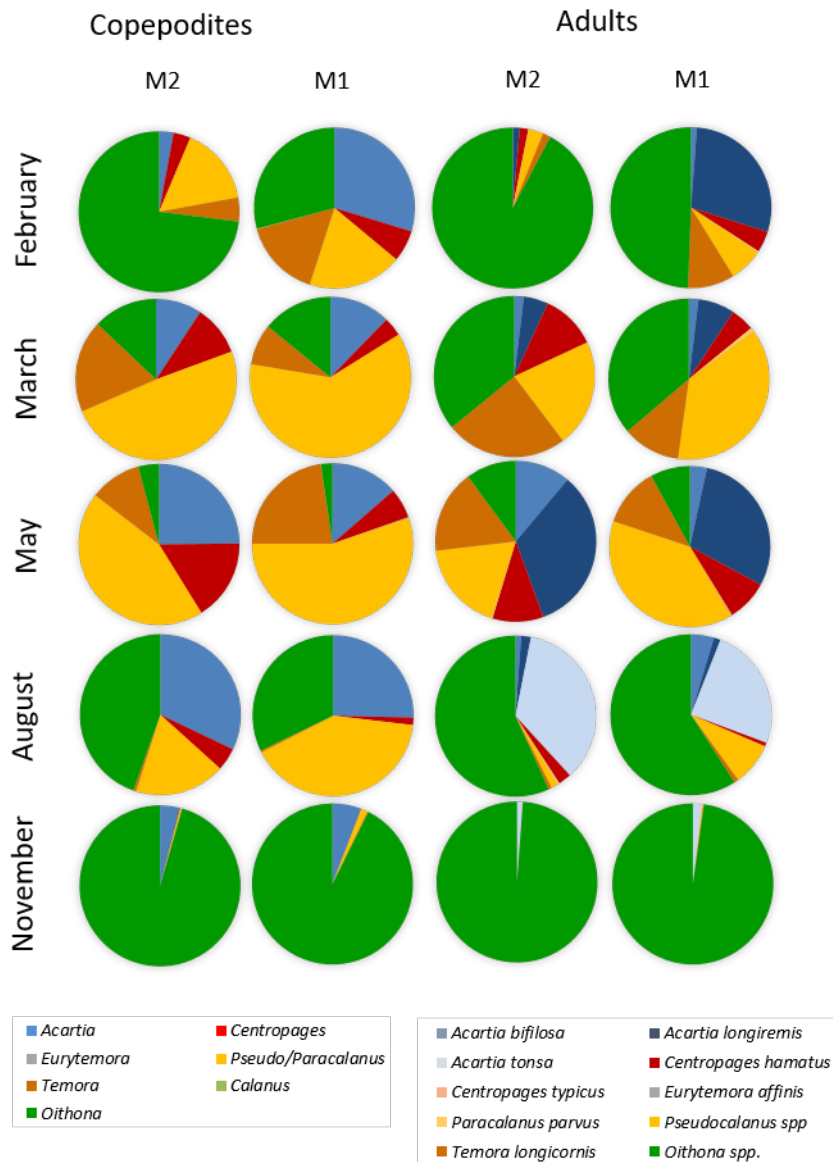 Copepodites Adults
M2 M1 M2 M1
February
March
May
August
November
Acartia Centropages
Eurytemora Pseudo/Paracalanus
Temora Calanus
Oithona
Acartia bifilosa Acartia longiremis
Acartia tonsa Centropages hamatus
Centropages typicus Eurytemora affinis
Paracalanus parvus Pseudocalanus spp
Temora longicornis Oithona spp.